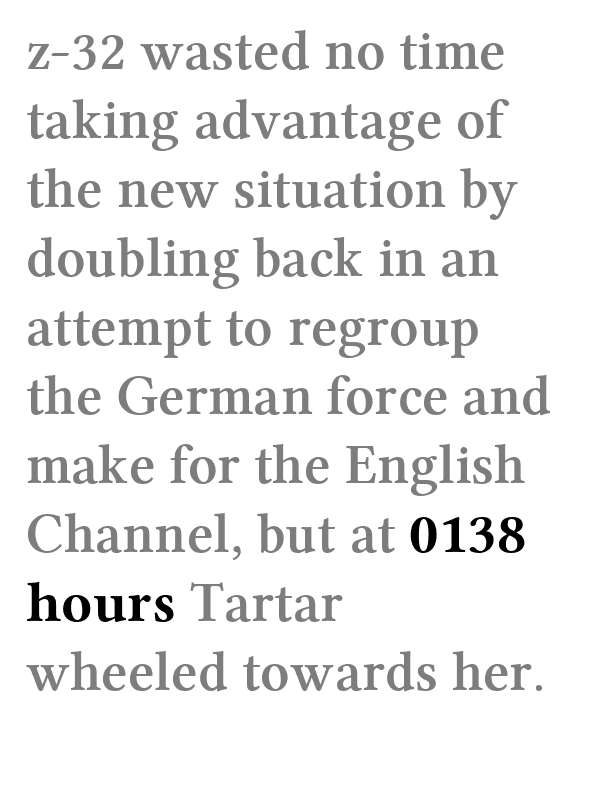 z-32 wasted no time
taking advantage of
the new situation by
doubling back in an
attempt to regroup
the German force and
make for the English
Channel, but at 0138
hours Tartar
wheeled towards her.